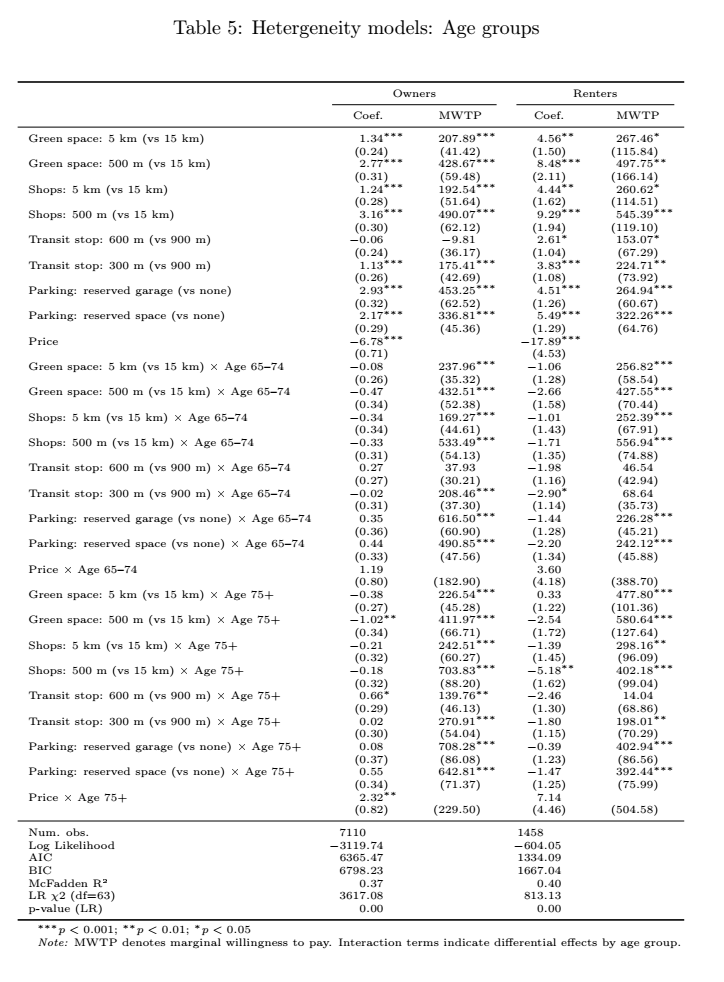 Table 5: Hetergeneity models: Age groups
Owners Renters
Coef. MWTP Coef. MWTP
Green space: 5 km (vs 15 km) 1.34*** 207.89*** 4.56** 267.46*
(0.24) (41.42) (1.50) (115.84)
Green space: 500 m (vs 15 km) 2.77*** 428.67*** 8.48*** 497.75**
(0.31) (59.48) (2.11) (166.14)
Shops: 5 km (vs 15 km) 1.24*** 192.54*** 4.44** 260.62*
(0.28) (51.64) (1.62) (114.51)
Shops: 500 m (vs 15 km) 3.16*** 490.07*** 9.29*** 545.39***
(0.30) (62.12) (1.94) (119.10)
Transit stop: 600 m (vs 900 m) −0.06 −9.81 2.61* 153.07*
(0.24) (36.17) (1.04) (67.29)
Transit stop: 300 m (vs 900 m) 1.13*** 175.41*** 3.83*** 224.71**
(0.26) (42.69) (1.08) (73.92)
Parking: reserved garage (vs none) 2.93*** 453.25*** 4.51*** 264.94***
(0.32) (62.52) (1.26) (60.67)
Parking: reserved space (vs none) 2.17*** 336.81*** 5.49*** 322.26***
(0.29) (45.36) (1.29) (64.76)
Price −6.78*** −17.89***
(0.71) (4.53)
Green space: 5 km (vs 15 km) × Age 65–74 −0.08 237.96*** −1.06 256.82***
(0.26) (35.32) (1.28) (58.54)
Green space: 500 m (vs 15 km) × Age 65–74 −0.47 432.51*** −2.66 427.55***
(0.34) (52.38) (1.58) (70.44)
Shops: 5 km (vs 15 km) × Age 65–74 −0.34 169.27*** −1.01 252.39***
(0.34) (44.61) (1.43) (67.91)
Shops: 500 m (vs 15 km) × Age 65–74 −0.33 533.49*** −1.71 556.94***
(0.31) (54.13) (1.35) (74.88)
Transit stop: 600 m (vs 900 m) × Age 65–74 0.27 37.93 −1.98 46.54
(0.27) (30.21) (1.16) (42.94)
Transit stop: 300 m (vs 900 m) × Age 65–74 −0.02 208.46*** −2.90* 68.64
(0.31) (37.30) (1.14) (35.73)
Parking: reserved garage (vs none) × Age 65–74 0.35 616.50*** −1.44 226.28***
(0.36) (60.90) (1.28) (45.21)
Parking: reserved space (vs none) × Age 65–74 0.44 490.85*** −2.20 242.12***
(0.33) (47.56) (1.34) (45.88)
Price × Age 65–74 1.19 3.60
(0.80) (182.90) (4.18) (388.70)
Green space: 5 km (vs 15 km) × Age 75+ −0.38 226.54*** 0.33 477.80***
(0.27) (45.28) (1.22) (101.36)
Green space: 500 m (vs 15 km) × Age 75+ −1.02** 411.97*** −2.54 580.64***
(0.34) (66.71) (1.72) (127.64)
Shops: 5 km (vs 15 km) × Age 75+ −0.21 242.51*** −1.39 298.16**
(0.32) (60.27) (1.45) (96.09)
Shops: 500 m (vs 15 km) × Age 75+ −0.18 703.83*** −5.18** 402.18***
(0.32) (88.20) (1.62) (99.04)
Transit stop: 600 m (vs 900 m) × Age 75+ 0.66* 139.76** −2.46 14.04
(0.29) (46.13) (1.30) (68.86)
Transit stop: 300 m (vs 900 m) × Age 75+ 0.02 270.91*** −1.80 198.01**
(0.30) (54.04) (1.15) (70.29)
Parking: reserved garage (vs none) × Age 75+ 0.08 708.28*** −0.39 402.94***
(0.37) (86.08) (1.23) (86.56)
Parking: reserved space (vs none) × Age 75+ 0.55 642.81*** −1.47 392.44***
(0.34) (71.37) (1.25) (75.99)
Price × Age 75+ 2.32** 7.14
(0.82) (229.50) (4.46) (504.58)
Num. obs. 7110 1458
Log Likelihood −3119.74 −604.05
AIC 6365.47 1334.09
BIC 6798.23 1667.04
McFadden R² 0.37 0.40
LR χ2 (df=63) 3617.08 813.13
p-value (LR) 0.00 0.00
***p < 0.001; **p < 0.01; *p < 0.05
Note: MWTP denotes marginal willingness to pay. Interaction terms indicate differential effects by age group.